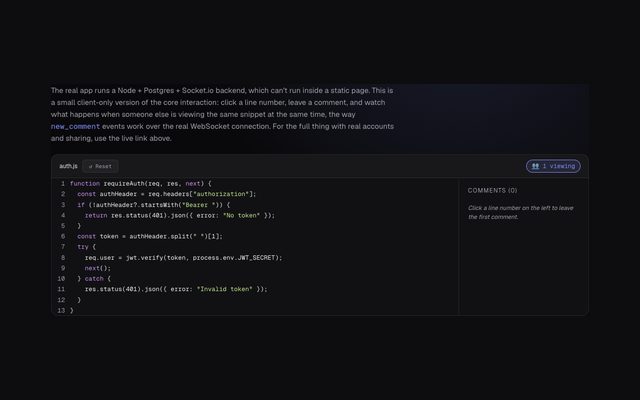 The real app runs a Node + Postgres + Socket.io backend, which can't run inside a static page. This is
a small client-only version of the core interaction: click a line number, leave a comment, and watch
what happens when someone else is viewing the same snippet at the same time, the way
new_comment events work over the real WebSocket connection. For the full thing with real accounts
and sharing, use the live link above.
auth.js ↺ Reset 👥 1 viewing
1 function requireAuth(req, res, next) {
2   const authHeader = req.headers["authorization"];
3   if (!authHeader?.startsWith("Bearer ")) {
4     return res.status(401).json({ error: "No token" });
5   }
6   const token = authHeader.split(" ")[1];
7   try {
8     req.user = jwt.verify(token, process.env.JWT_SECRET);
9     next();
10   } catch {
11     res.status(401).json({ error: "Invalid token" });
12   }
13 }
COMMENTS (0)
Click a line number on the left to leave
the first comment.